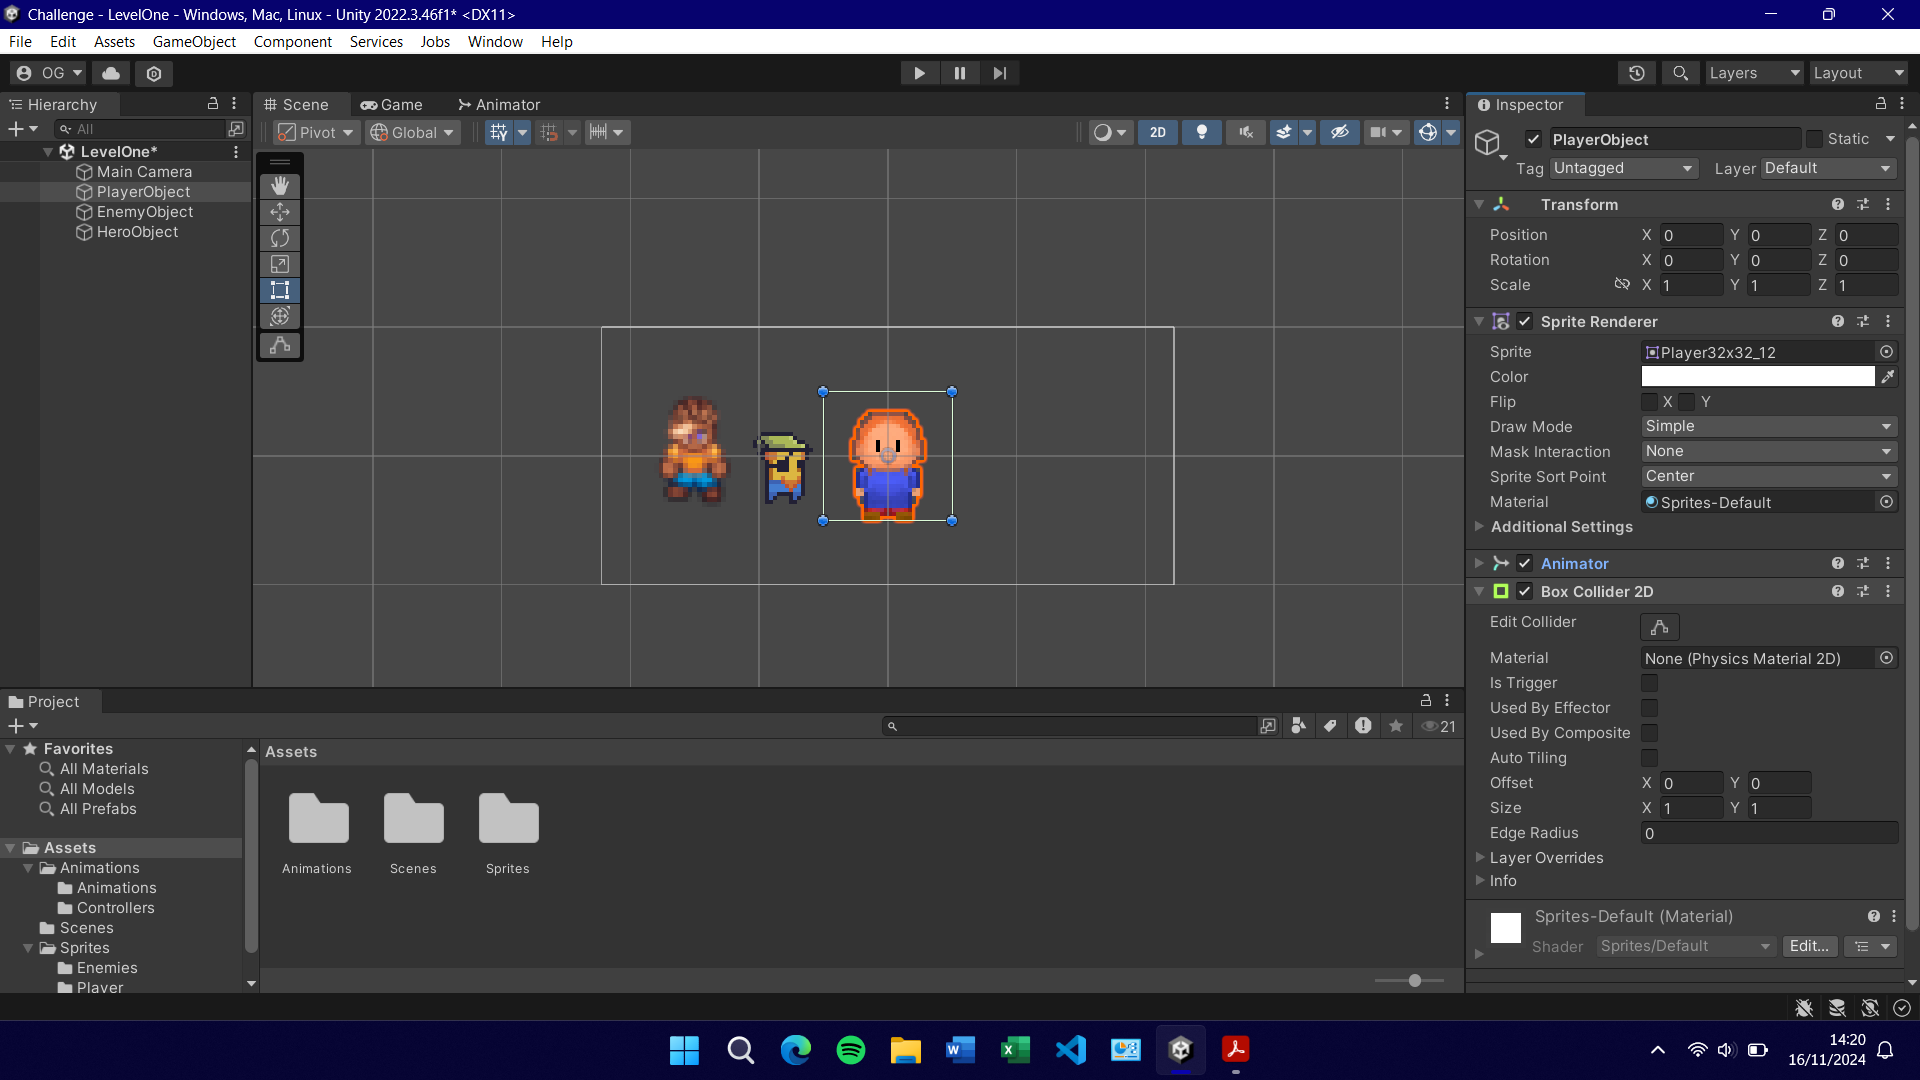 Challenge - LevelOne - Windows, Mac, Linux - Unity 2022.3.46f1* <DX11>
File Edit Assets GameObject Component Services Jobs Window Help
OG Layers Layout
Hierarchy
All
LevelOne*
Main Camera
PlayerObject
EnemyObject
HeroObject
Scene Game Animator
Pivot Global 2D
Inspector
PlayerObject Static
Tag Untagged Layer Default
Transform
Position X 0 Y 0 Z 0
Rotation X 0 Y 0 Z 0
Scale X 1 Y 1 Z 1
Sprite Renderer
Sprite Player32x32_12
Color
Flip X Y
Draw Mode Simple
Mask Interaction None
Sprite Sort Point Center
Material Sprites-Default
Additional Settings
Animator
Box Collider 2D
Edit Collider
Material None (Physics Material 2D)
Is Trigger
Used By Effector
Used By Composite
Auto Tiling
Offset X 0 Y 0
Size X 1 Y 1
Edge Radius 0
Layer Overrides
Info
Sprites-Default (Material)
Shader Sprites/Default Edit...
Project
21
Favorites
All Materials
All Models
All Prefabs
Assets
Animations
Animations
Controllers
Scenes
Sprites
Enemies
Player
Assets
Animations Scenes Sprites
14:20
16/11/2024